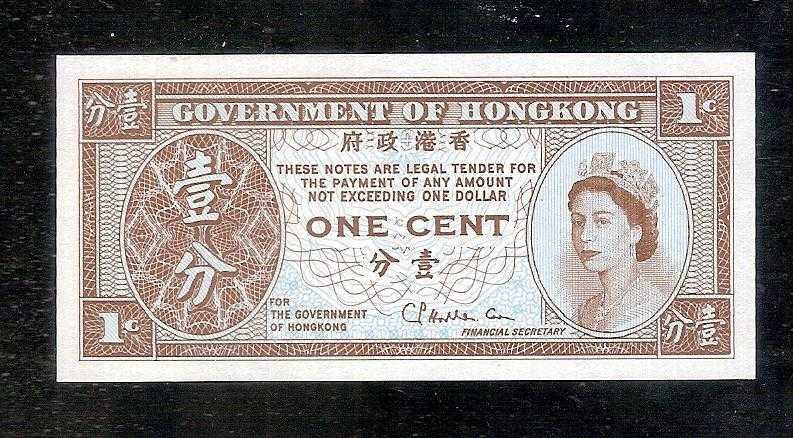 分壹
GOVERNMENT OF HONGKONG
1c
府政港香
THESE NOTES ARE LEGAL TENDER FOR
THE PAYMENT OF ANY AMOUNT
NOT EXCEEDING ONE DOLLAR
壹
分
ONE CENT
分壹
FOR
THE GOVERNMENT
OF HONGKONG
FINANCIAL SECRETARY
1c
分壹